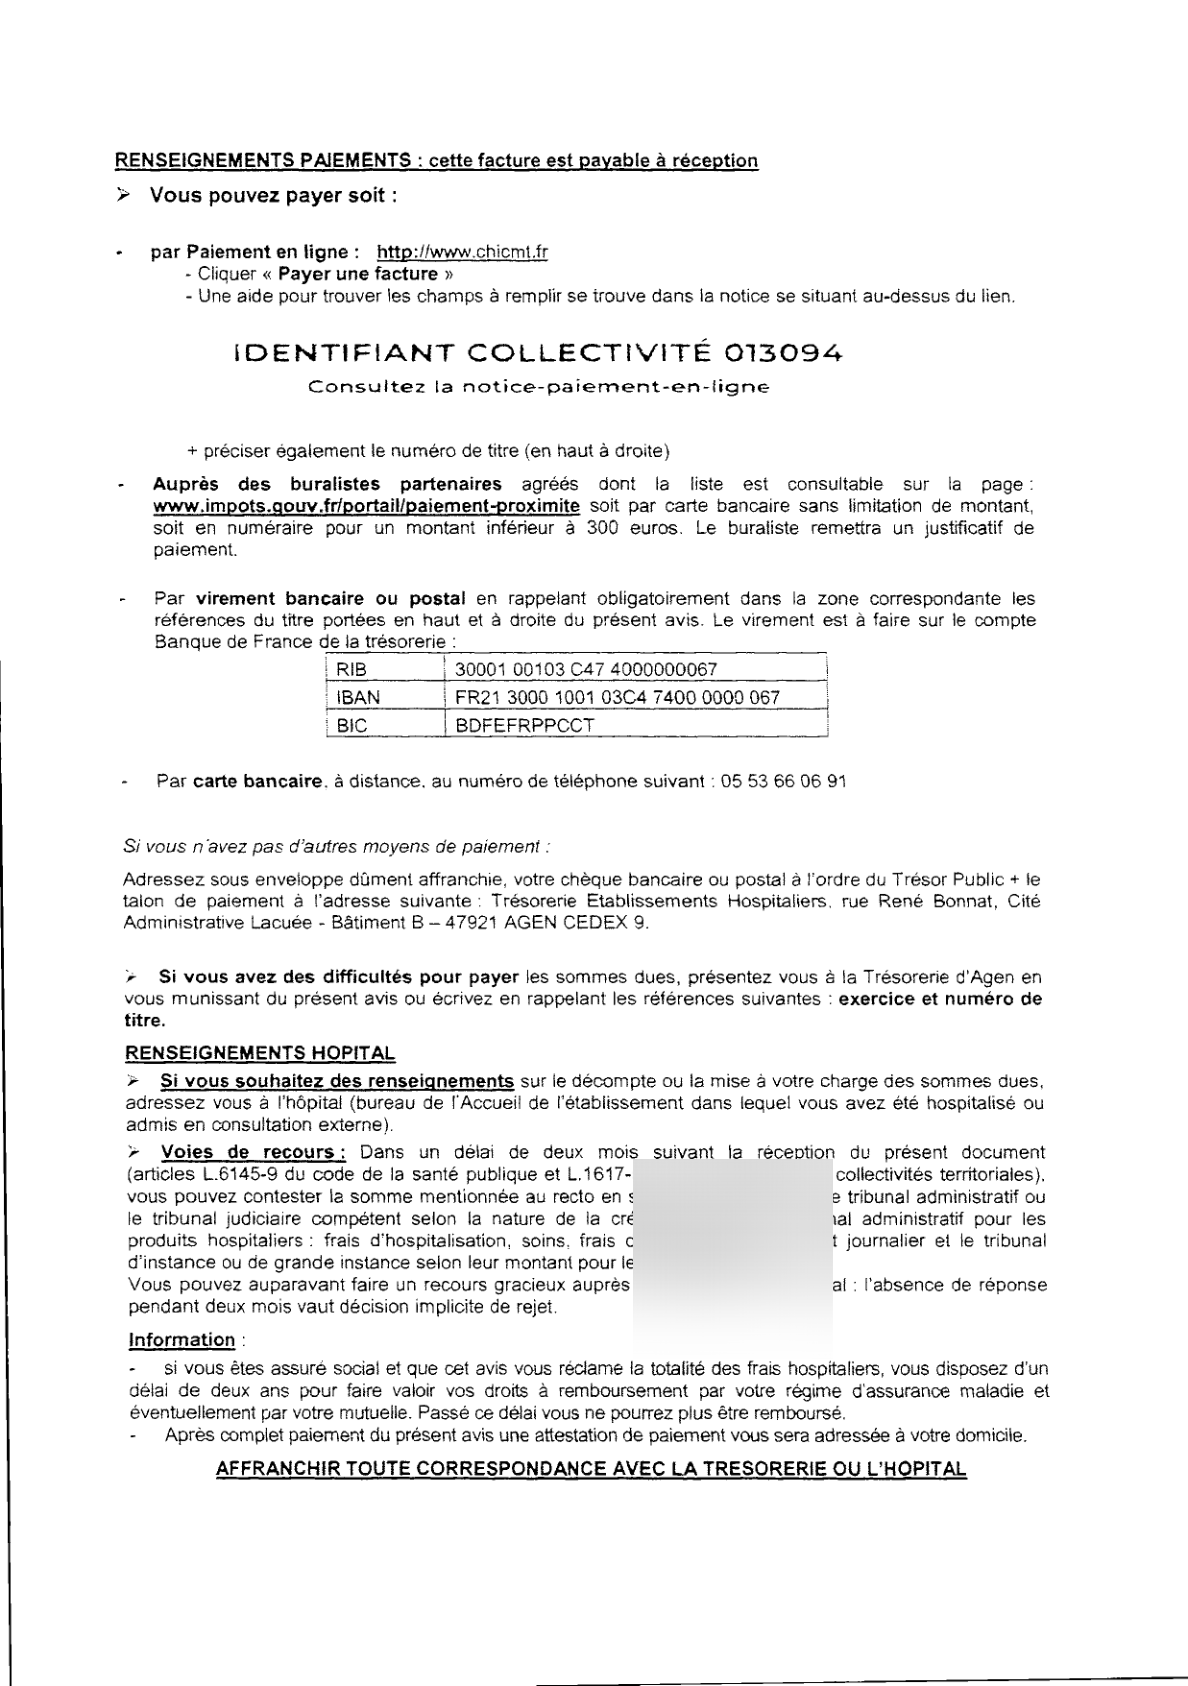 RENSEIGNEMENTS PAIEMENTS : cette facture est payable à réception
➢ Vous pouvez payer soit :
- par Paiement en ligne : http://www.chicmt.fr
- Cliquer « Payer une facture »
- Une aide pour trouver les champs à remplir se trouve dans la notice se situant au-dessus du lien.
IDENTIFIANT COLLECTIVITÉ 013094
Consultez la notice-paiement-en-ligne
+ préciser également le numéro de titre (en haut à droite)
- Auprès des buralistes partenaires agréés dont la liste est consultable sur la page :
www.impots.gouv.fr/portail/paiement-proximite soit par carte bancaire sans limitation de montant,
soit en numéraire pour un montant inférieur à 300 euros. Le buraliste remettra un justificatif de
paiement.
- Par virement bancaire ou postal en rappelant obligatoirement dans la zone correspondante les
références du titre portées en haut et à droite du présent avis. Le virement est à faire sur le compte
Banque de France de la trésorerie :
RIB 30001 00103 C47 4000000067
IBAN FR21 3000 1001 03C4 7400 0000 067
BIC BDFEFRPPCCT
- Par carte bancaire, à distance, au numéro de téléphone suivant : 05 53 66 06 91
Si vous n'avez pas d'autres moyens de paiement :
Adressez sous enveloppe dûment affranchie, votre chèque bancaire ou postal à l'ordre du Trésor Public + le
talon de paiement à l'adresse suivante : Trésorerie Etablissements Hospitaliers, rue René Bonnat, Cité
Administrative Lacuée - Bâtiment B – 47921 AGEN CEDEX 9.
➢ Si vous avez des difficultés pour payer les sommes dues, présentez vous à la Trésorerie d'Agen en
vous munissant du présent avis ou écrivez en rappelant les références suivantes : exercice et numéro de
titre.
RENSEIGNEMENTS HOPITAL
➢ Si vous souhaitez des renseignements sur le décompte ou la mise à votre charge des sommes dues,
adressez vous à l'hôpital (bureau de l'Accueil de l'établissement dans lequel vous avez été hospitalisé ou
admis en consultation externe).
➢ Voies de recours : Dans un délai de deux mois suivant la réception du présent document
(articles L.6145-9 du code de la santé publique et L.1617- collectivités territoriales),
vous pouvez contester la somme mentionnée au recto en tribunal administratif ou
le tribunal judiciaire compétent selon la nature de la administratif pour les
produits hospitaliers : frais d'hospitalisation, soins, frais journalier et le tribunal
d'instance ou de grande instance selon leur montant pour
Vous pouvez auparavant faire un recours gracieux auprès : l'absence de réponse
pendant deux mois vaut décision implicite de rejet.
Information :
- si vous êtes assuré social et que cet avis vous réclame la totalité des frais hospitaliers, vous disposez d'un
délai de deux ans pour faire valoir vos droits à remboursement par votre régime d'assurance maladie et
éventuellement par votre mutuelle. Passé ce délai vous ne pourrez plus être remboursé.
- Après complet paiement du présent avis une attestation de paiement vous sera adressée à votre domicile.
AFFRANCHIR TOUTE CORRESPONDANCE AVEC LA TRESORERIE OU L'HOPITAL